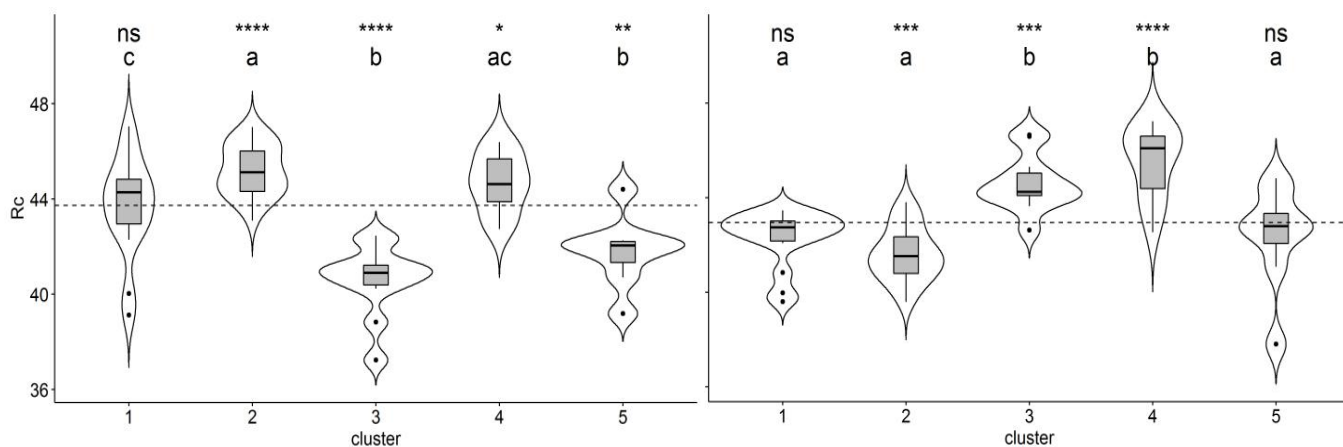 ns **** **** * **
c a b ac b
ns *** *** **** ns
a a b b a
48
44
40
36
Rc
1 2 3 4 5
cluster
1 2 3 4 5
cluster